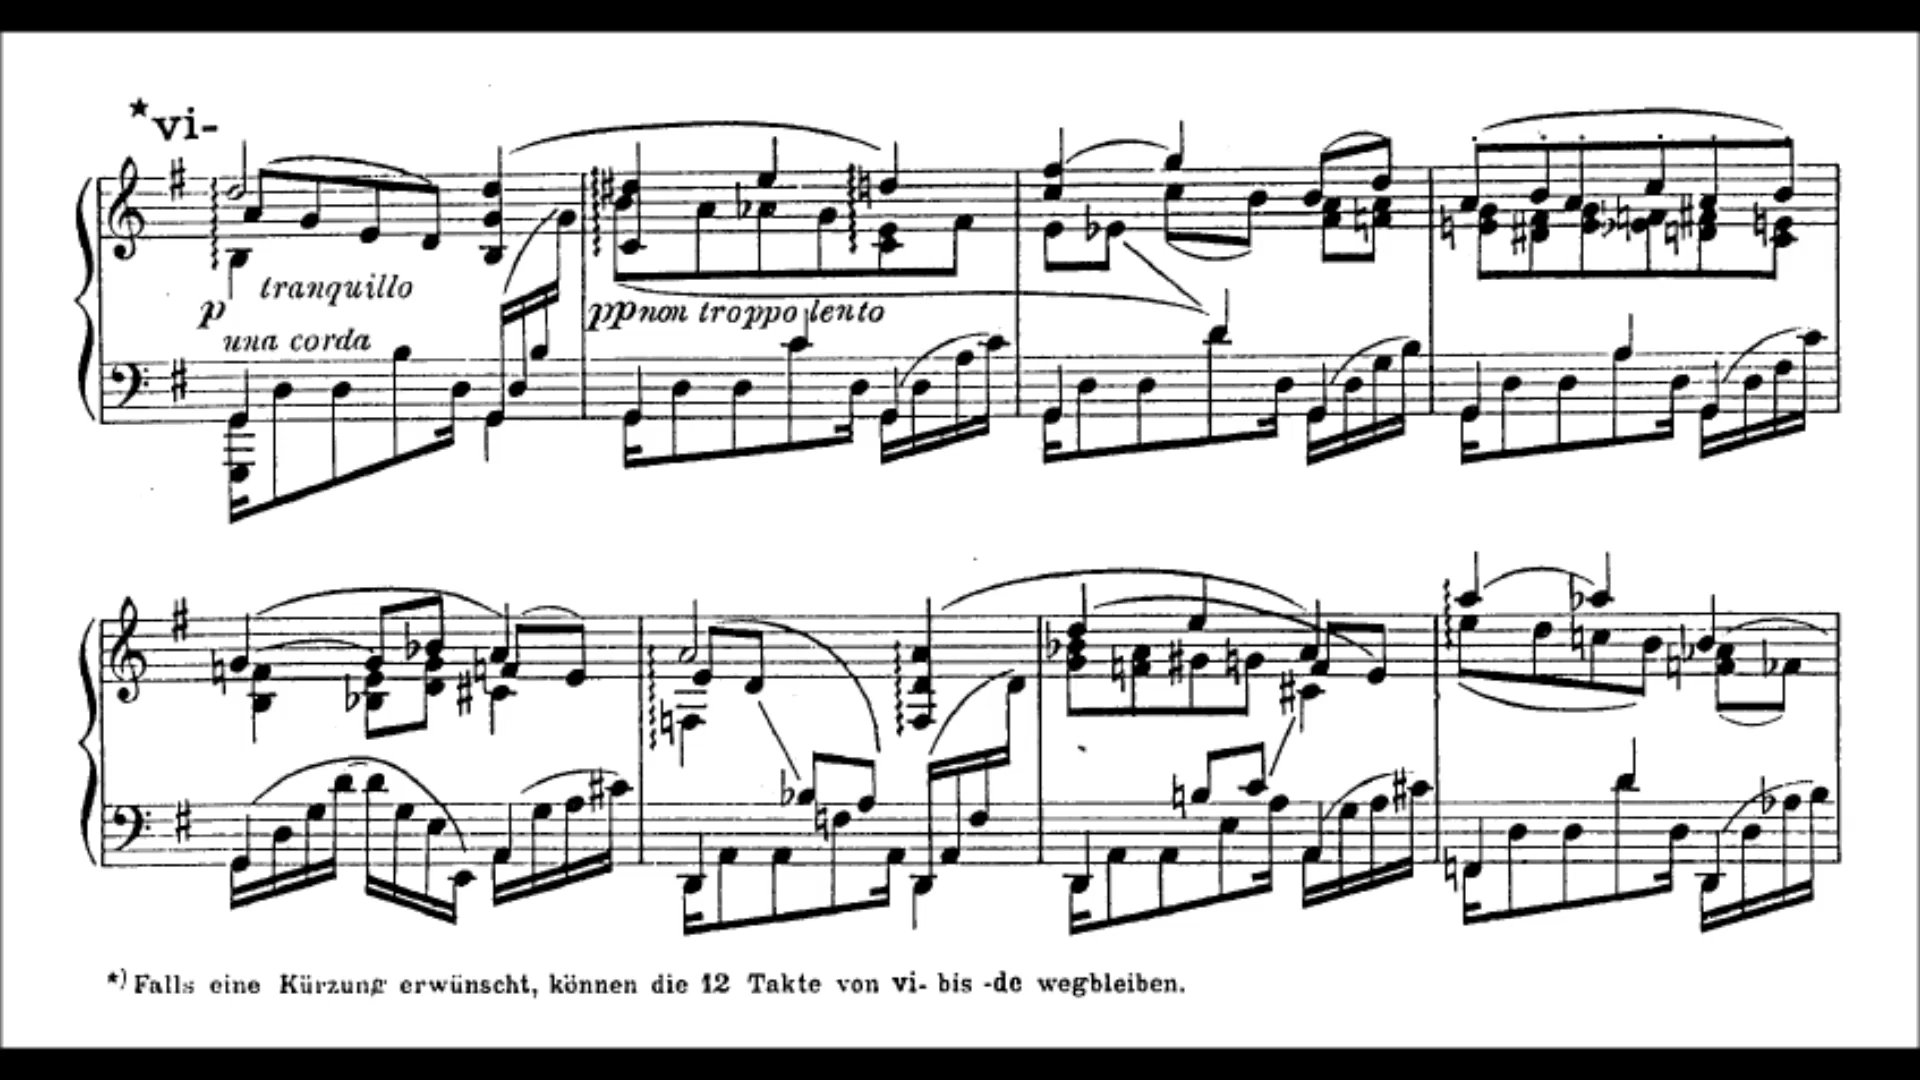 *vi-
tranquillo
p
una corda
pp non troppo lento
*) Falls eine Kürzung erwünscht, können die 12 Takte von vi- bis -de wegbleiben.